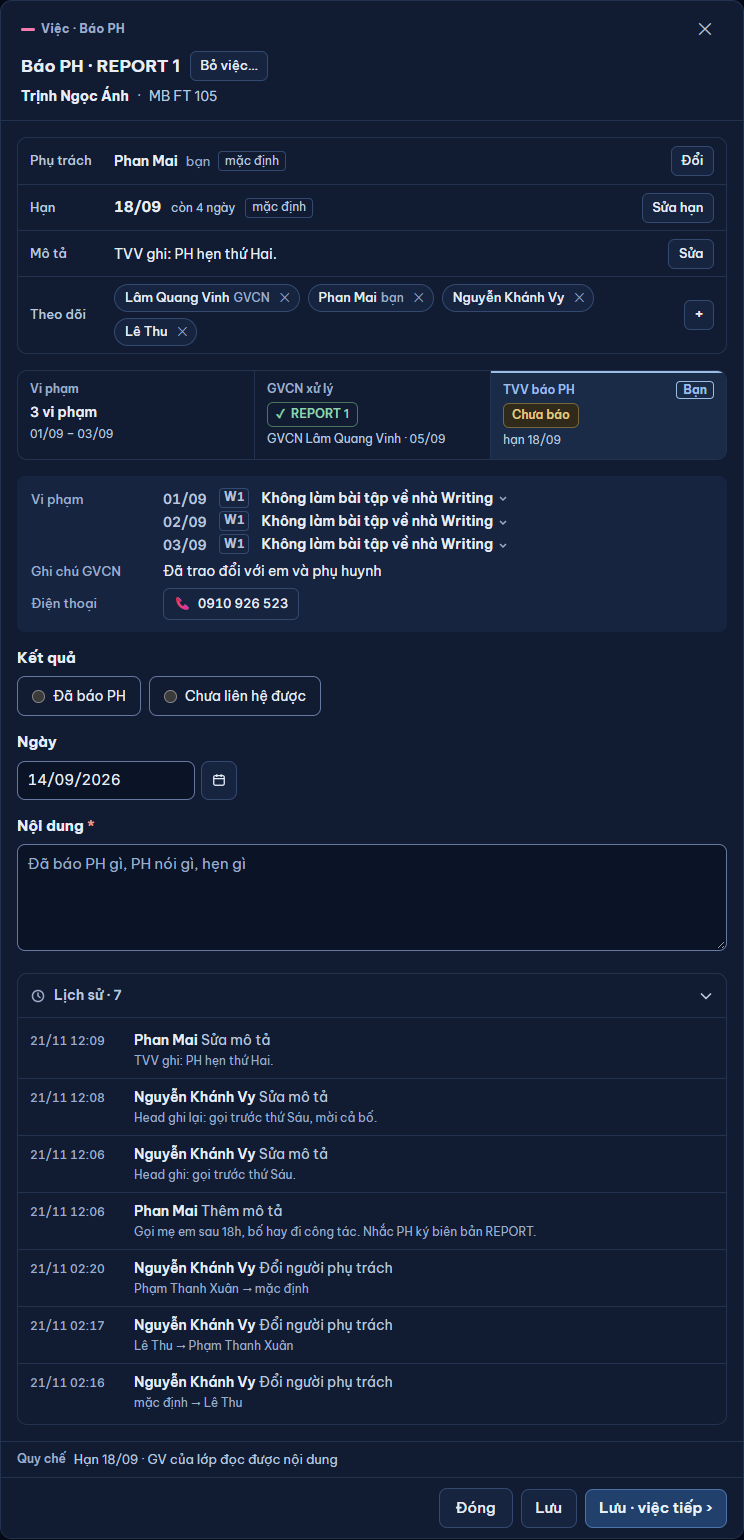 Việc · Báo PH
Báo PH · REPORT 1 Bỏ việc...
Trịnh Ngọc Ánh · MB FT 105
Phụ trách Phan Mai bạn mặc định Đổi
Hạn 18/09 còn 4 ngày mặc định Sửa hạn
Mô tả TVV ghi: PH hẹn thứ Hai. Sửa
Theo dõi Lâm Quang Vinh GVCN × Phan Mai bạn × Nguyễn Khánh Vy × +
Lê Thu ×
Vi phạm GVCN xử lý TVV báo PH Bạn
3 vi phạm ✓ REPORT 1 Chưa báo
01/09 – 03/09 GVCN Lâm Quang Vinh · 05/09 hạn 18/09
Vi phạm 01/09 W1 Không làm bài tập về nhà Writing
02/09 W1 Không làm bài tập về nhà Writing
03/09 W1 Không làm bài tập về nhà Writing
Ghi chú GVCN Đã trao đổi với em và phụ huynh
Điện thoại 0910 926 523
Kết quả
Đã báo PH Chưa liên hệ được
Ngày
14/09/2026
Nội dung *
Đã báo PH gì, PH nói gì, hẹn gì
Lịch sử · 7
21/11 12:09 Phan Mai Sửa mô tả
TVV ghi: PH hẹn thứ Hai.
21/11 12:08 Nguyễn Khánh Vy Sửa mô tả
Head ghi lại: gọi trước thứ Sáu, mời cả bố.
21/11 12:06 Nguyễn Khánh Vy Sửa mô tả
Head ghi: gọi trước thứ Sáu.
21/11 12:06 Phan Mai Thêm mô tả
Gọi mẹ em sau 18h, bố hay đi công tác. Nhắc PH ký biên bản REPORT.
21/11 02:20 Nguyễn Khánh Vy Đổi người phụ trách
Phạm Thanh Xuân → mặc định
21/11 02:17 Nguyễn Khánh Vy Đổi người phụ trách
Lê Thu → Phạm Thanh Xuân
21/11 02:16 Nguyễn Khánh Vy Đổi người phụ trách
mặc định → Lê Thu
Quy chế Hạn 18/09 · GV của lớp đọc được nội dung
Đóng Lưu Lưu · việc tiếp ›